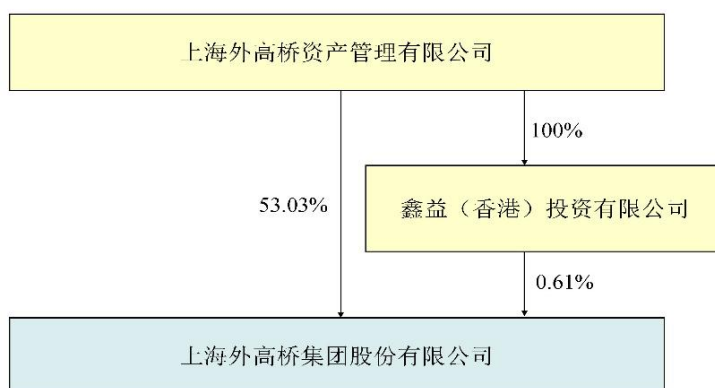 上海外高桥资产管理有限公司
100%
53.03%
鑫益（香港）投资有限公司
0.61%
上海外高桥集团股份有限公司